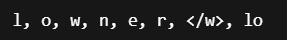 l, o, w, n, e, r, </w>, lo